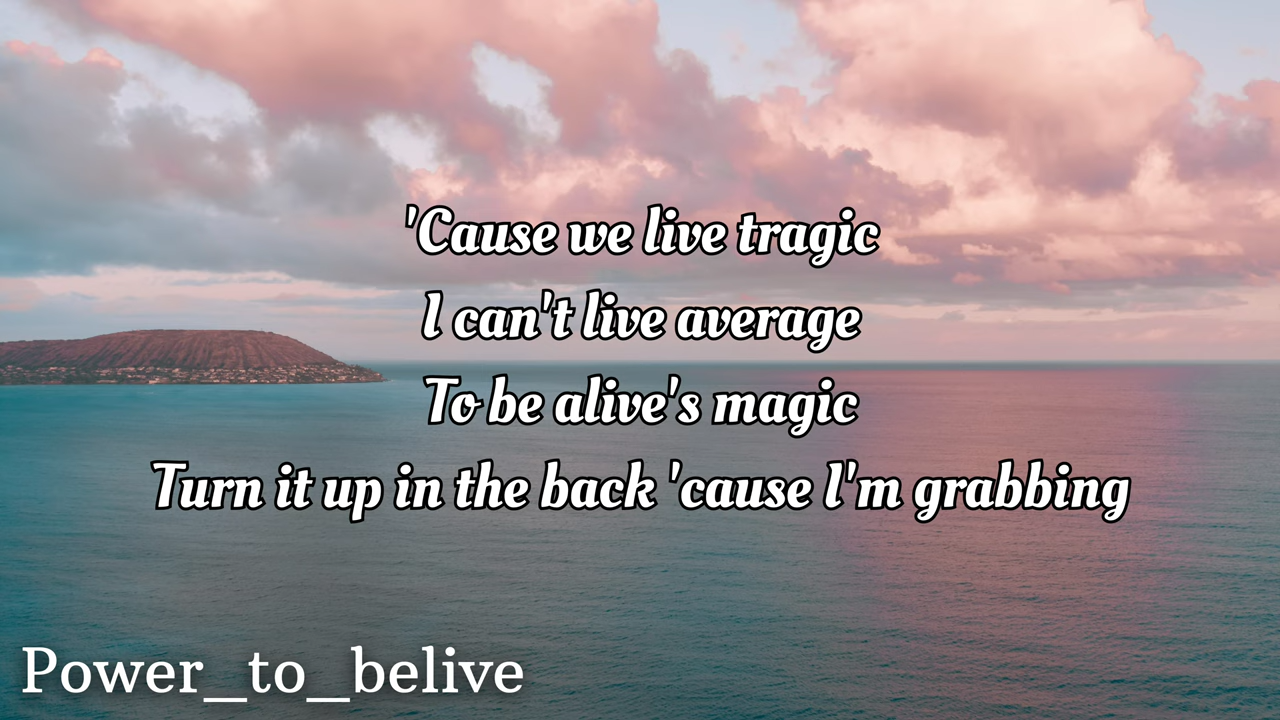 'Cause we live tragic
I can't live average
To be alive's magic
Turn it up in the back 'cause I'm grabbing
Power_to_belive